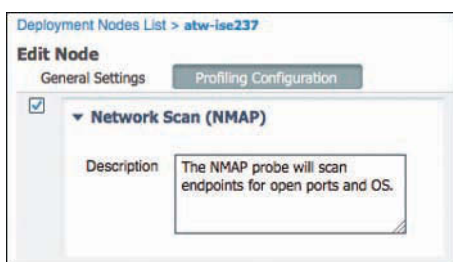 Deployment Nodes List > atw-ise237
Edit Node
General Settings Profiling Configuration
Network Scan (NMAP)
Description The NMAP probe will scan
endpoints for open ports and OS.